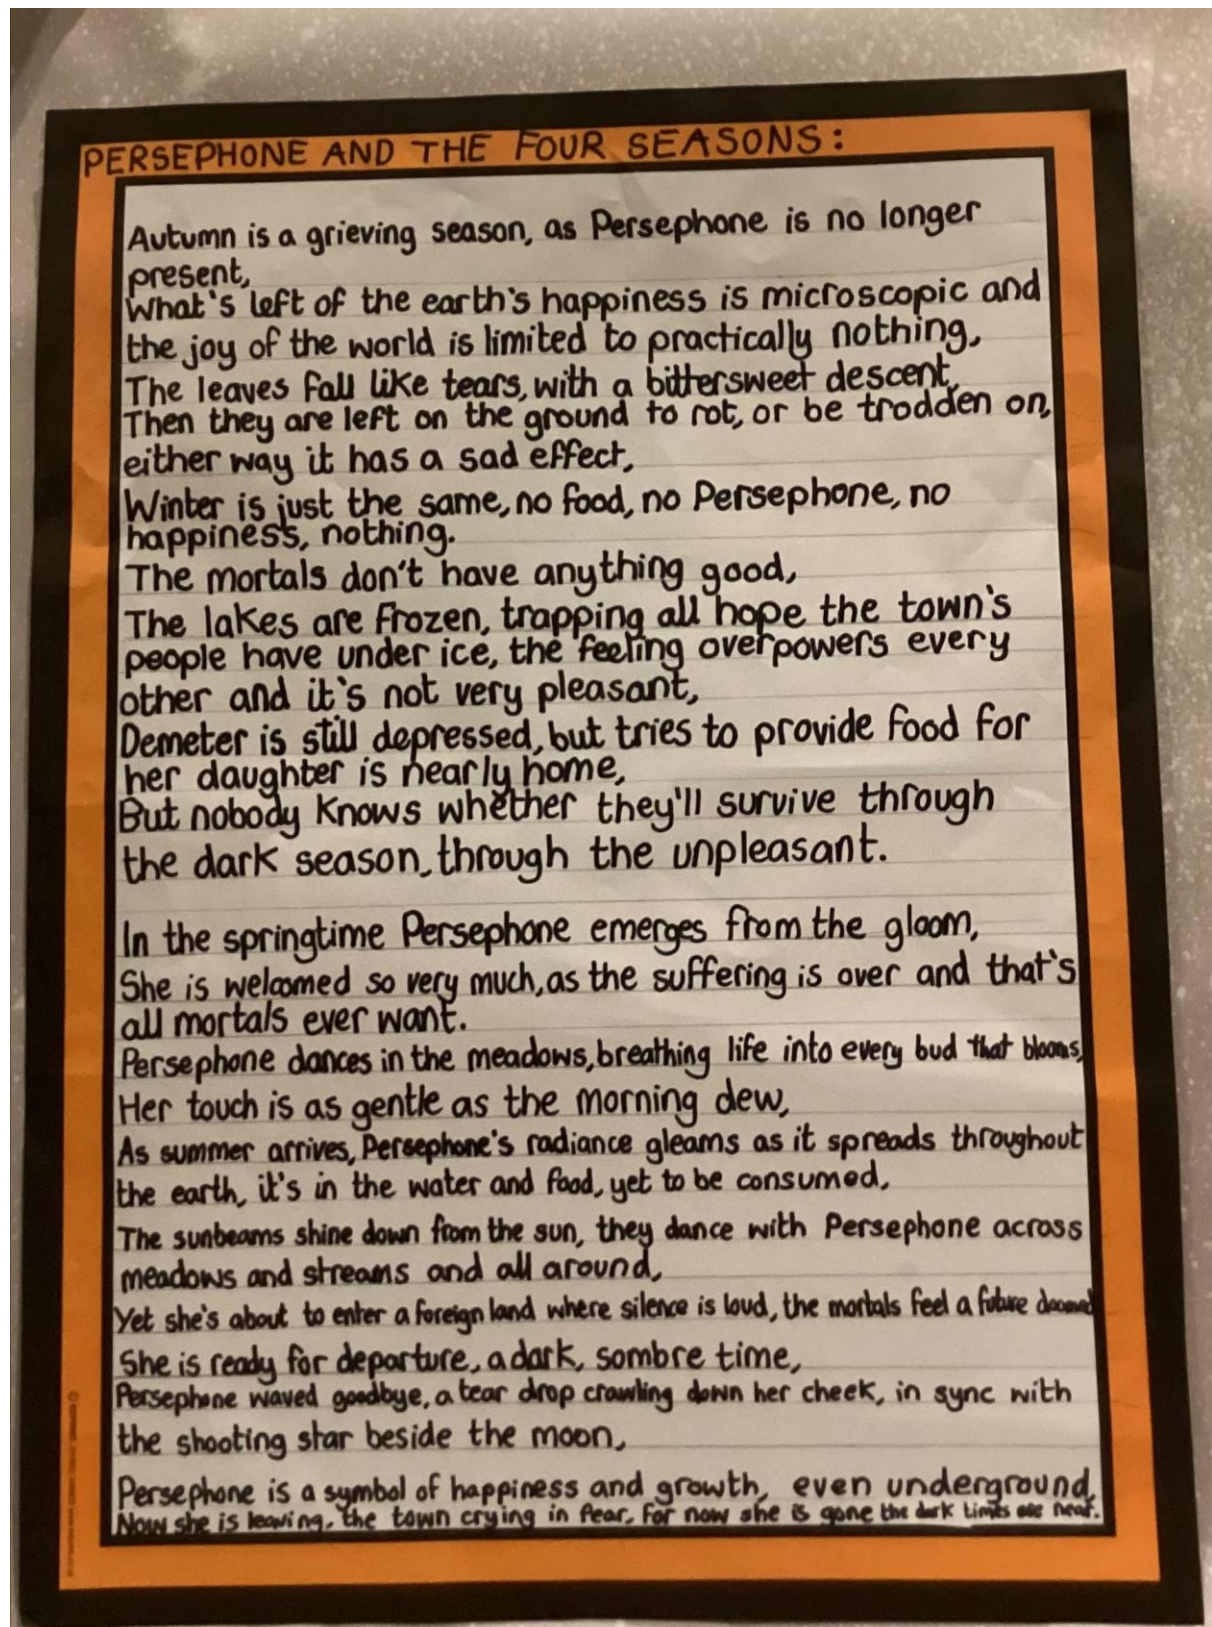 PERSEPHONE AND THE FOUR SEASONS:
Autumn is a grieving season, as Persephone is no longer
present,
What's left of the earth's happiness is microscopic and
the joy of the world is limited to practically nothing,
The leaves fall like tears, with a bittersweet descent,
Then they are left on the ground to rot, or be trodden on,
either way it has a sad effect,
Winter is just the same, no food, no Persephone, no
happiness, nothing.
The mortals don't have anything good,
The lakes are frozen, trapping all hope the town's
people have under ice, the feeling overpowers every
other and it's not very pleasant,
Demeter is still depressed, but tries to provide food for
her daughter is nearly home,
But nobody knows whether they'll survive through
the dark season, through the unpleasant.
In the springtime Persephone emerges from the gloom,
She is welcomed so very much, as the suffering is over and that's
all mortals ever want.
Persephone dances in the meadows, breathing life into every bud that blooms,
Her touch is as gentle as the morning dew,
As summer arrives, Persephone's radiance gleams as it spreads throughout
the earth, it's in the water and food, yet to be consumed,
The sunbeams shine down from the sun, they dance with Persephone across
meadows and streams and all around,
Yet she's about to enter a foreign land where silence is loud, the mortals feel a future doomed
She is ready for departure, a dark, sombre time,
Persephone waved goodbye, a tear drop crawling down her cheek, in sync with
the shooting star beside the moon,
Persephone is a symbol of happiness and growth, even underground,
Now she is leaving, the town crying in fear, for now she is gone the dark times are near.